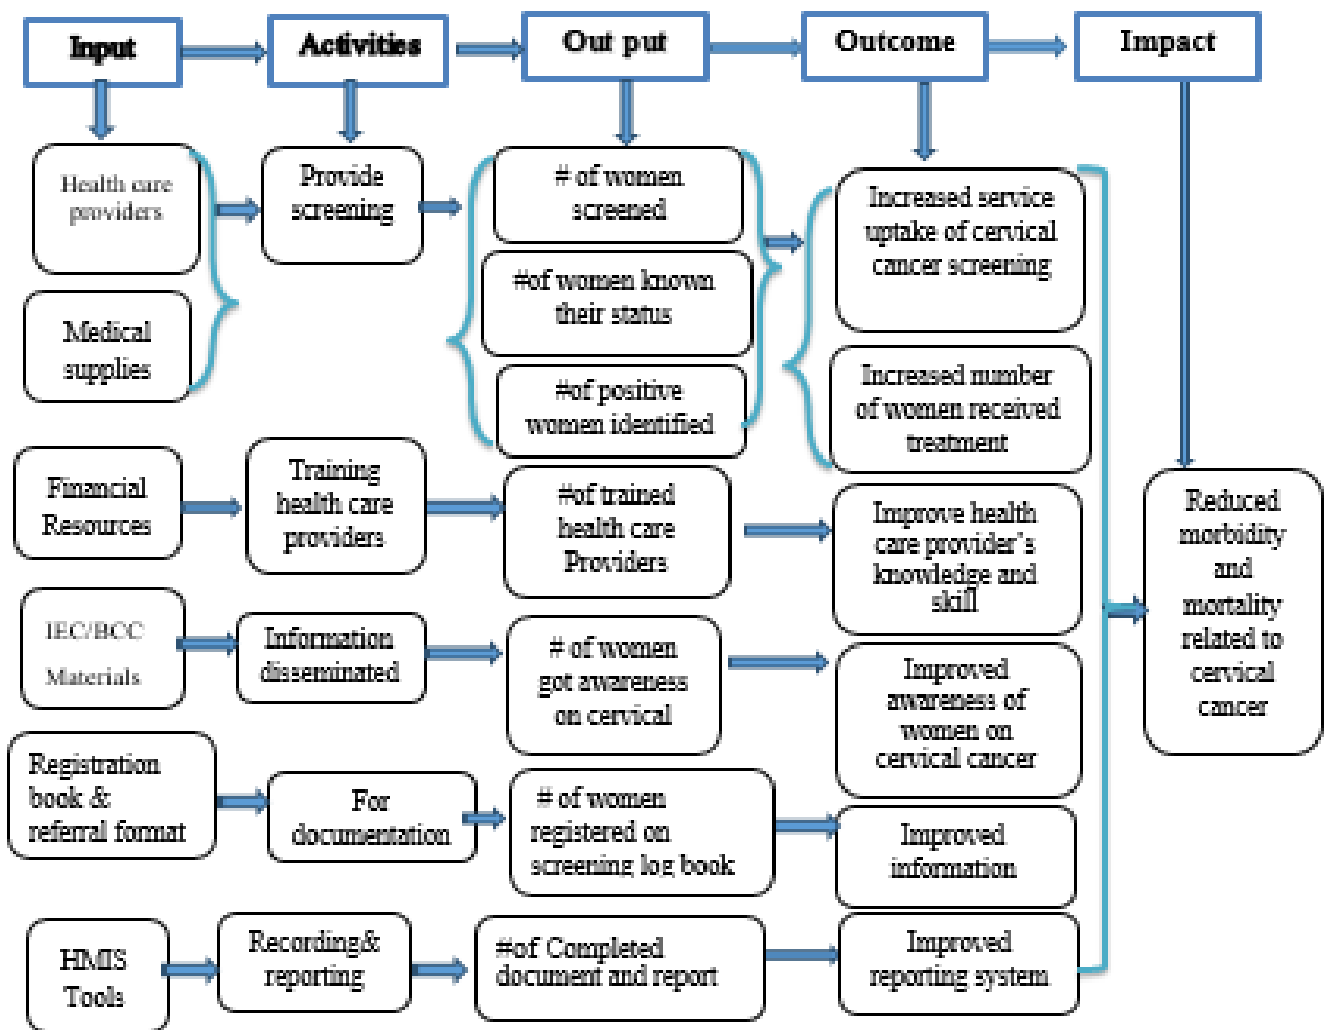 Input
Activities
Out put
Outcome
Impact
Health care
providers
Medical
supplies
Provide
screening
# of women
screened
#of women known
their status
#of positive
women identified
Increased service
uptake of cervical
cancer screening
Increased number
of women received
treatment
Financial
Resources
Training
health care
providers
#of trained
health care
Providers
Improve health
care provider's
knowledge and
skill
IEC/BCC
Materials
Information
disseminated
# of women
got awareness
on cervical
Improved
awareness of
women on
cervical cancer
Registration
book &
referral format
For
documentation
# of women
registered on
screening log book
Improved
information
HMIS
Tools
Recording&
reporting
#of Completed
document and report
Improved
reporting system
Reduced
morbidity
and
mortality
related to
cervical
cancer